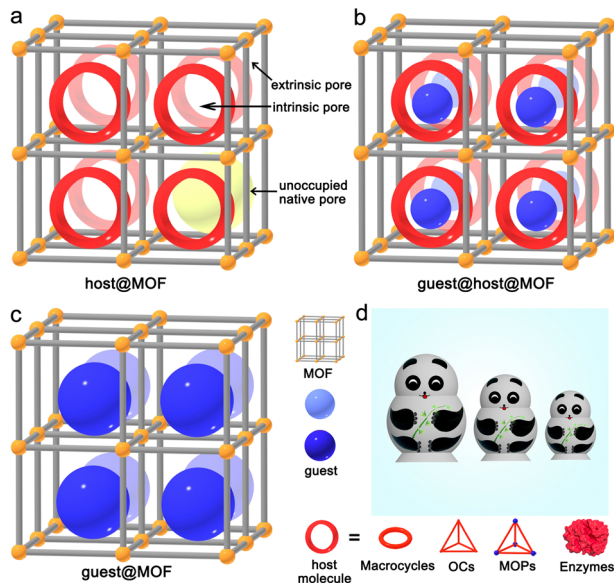 a
extrinsic pore
intrinsic pore
unoccupied
native pore
host@MOF
b
guest@host@MOF
c
guest@MOF
MOF
guest
d
host
molecule
=
Macrocycles
OCs
MOPs
Enzymes